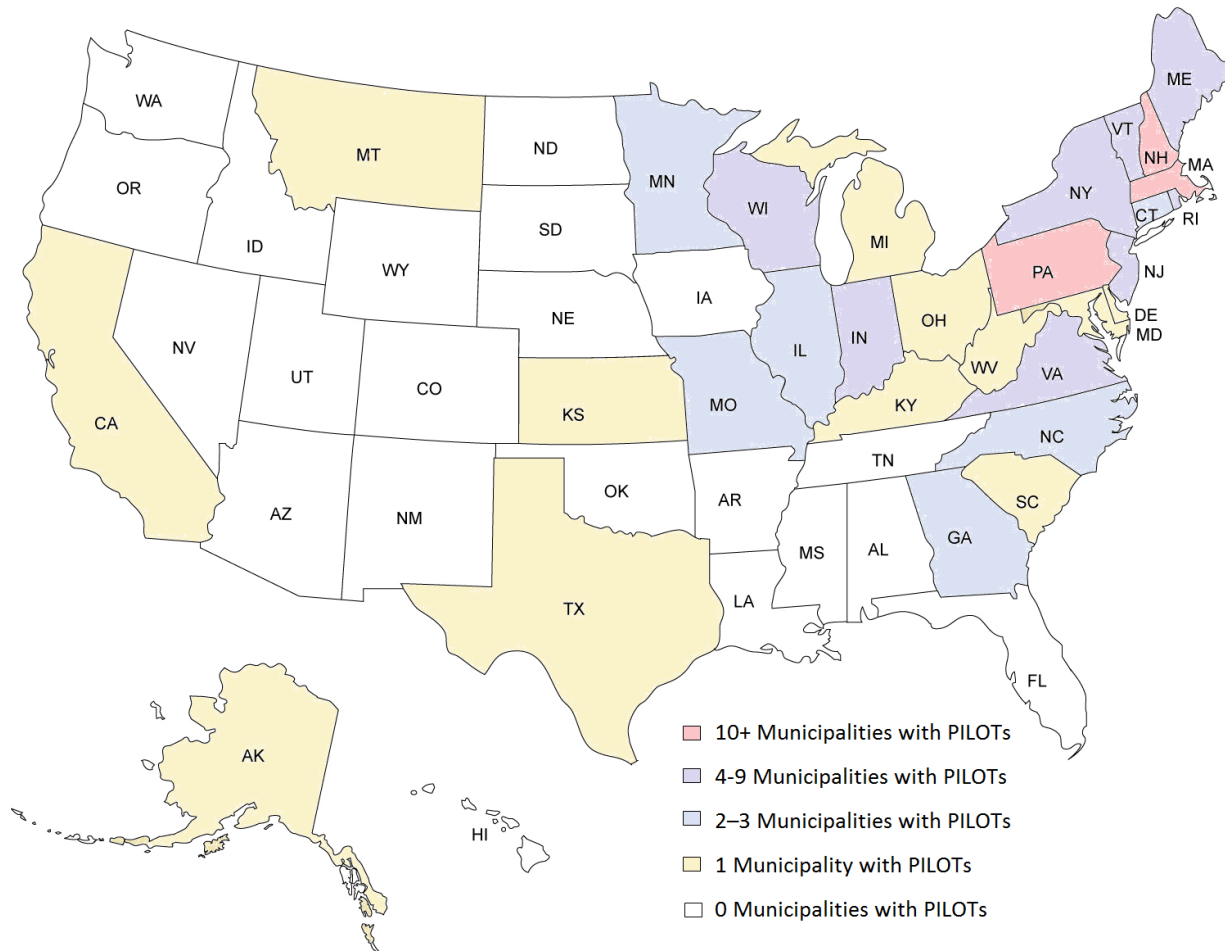 ME
WA
VT
MT
ND
NH
MA
OR
MN
NY
WI
CT
RI
SD
MI
ID
WY
PA
NJ
IA
NE
OH
DE
IN
MD
NV
IL
UT
CO
WV
VA
MO
KY
KS
CA
NC
TN
OK
AR
SC
AZ
NM
GA
MS
AL
LA
TX
FL
AK
HI
10+ Municipalities with PILOTs
4-9 Municipalities with PILOTs
2–3 Municipalities with PILOTs
1 Municipality with PILOTs
0 Municipalities with PILOTs